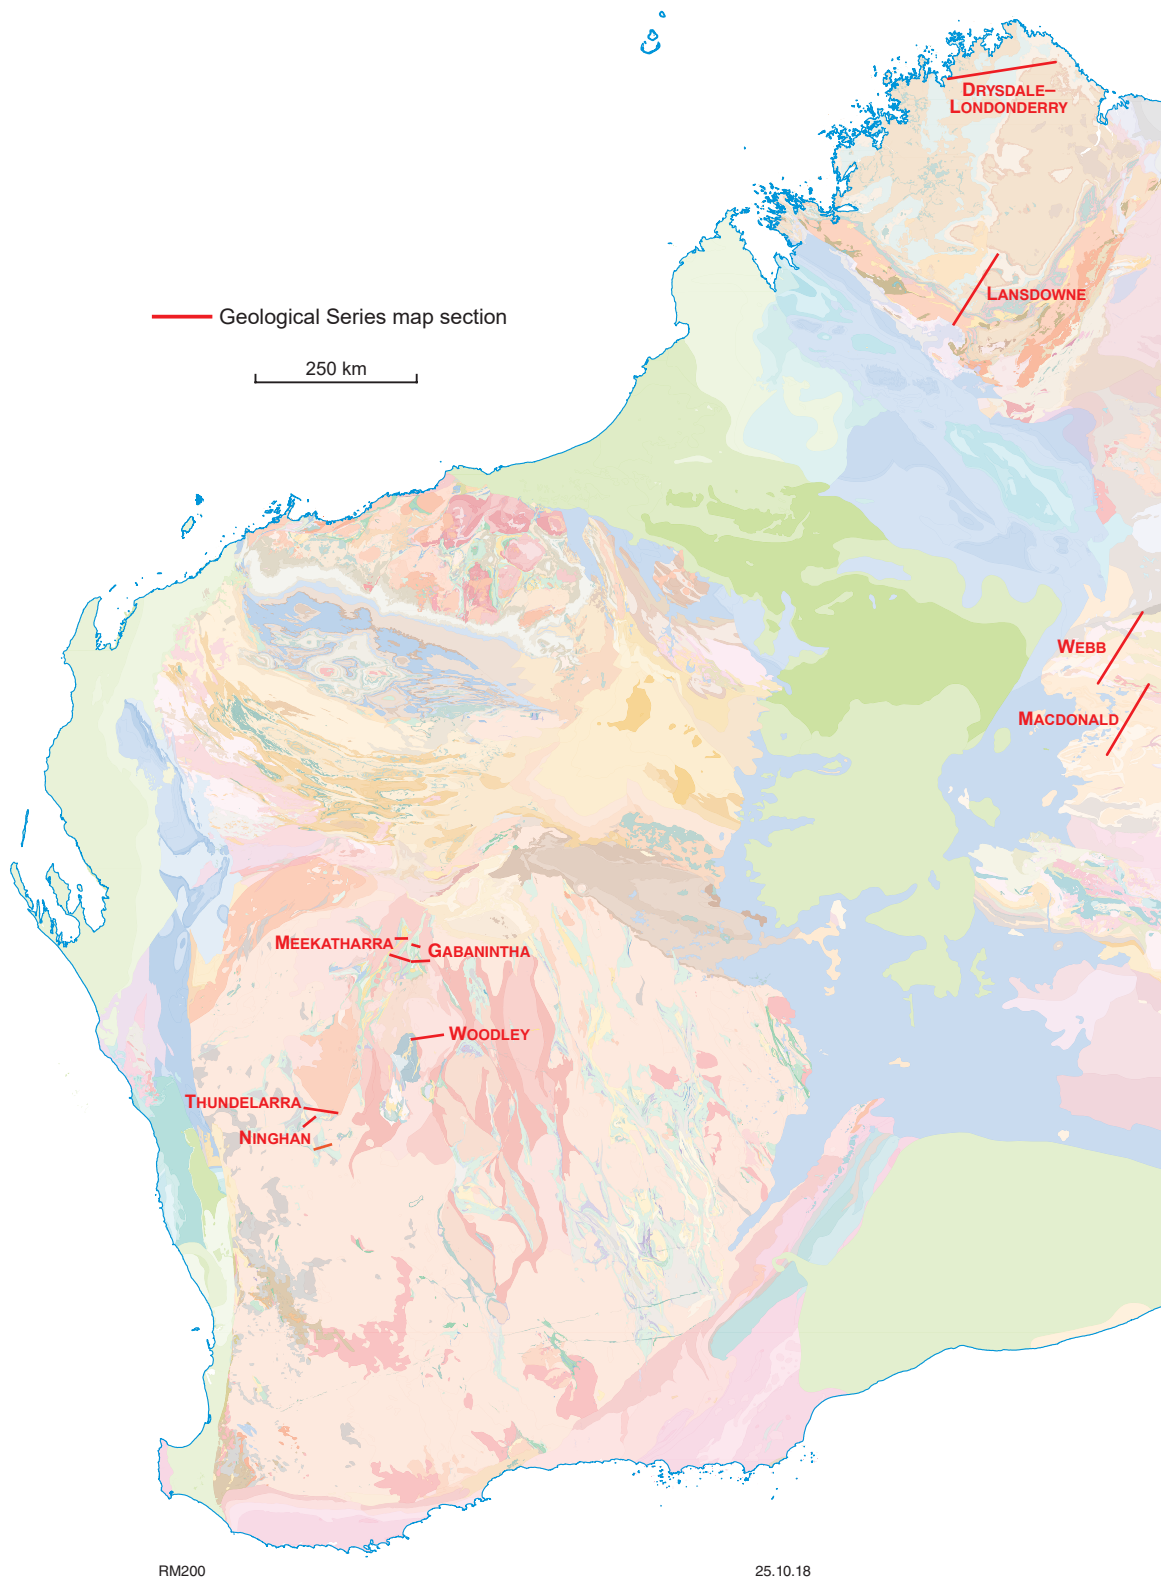 DRYSDALE–
LONDONDERRY
LANSDOWNE
Geological Series map section
250 km
WEBB
MACDONALD
MEEKATHARRA
GABANINTHA
WOODLEY
THUNDELARRA
NINGHAN
RM200
25.10.18